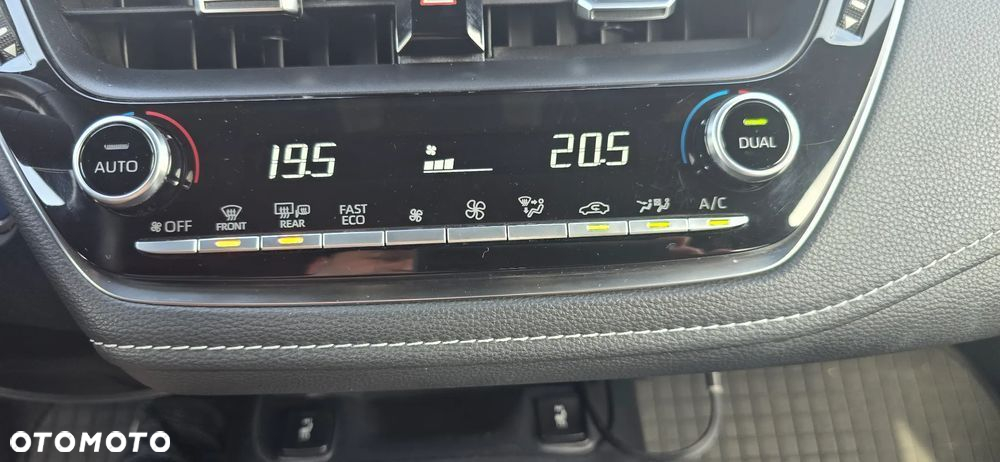 AUTO
19.5
20.5
DUAL
OFF
FRONT
REAR
FAST
ECO
A/C
OTOMOTO